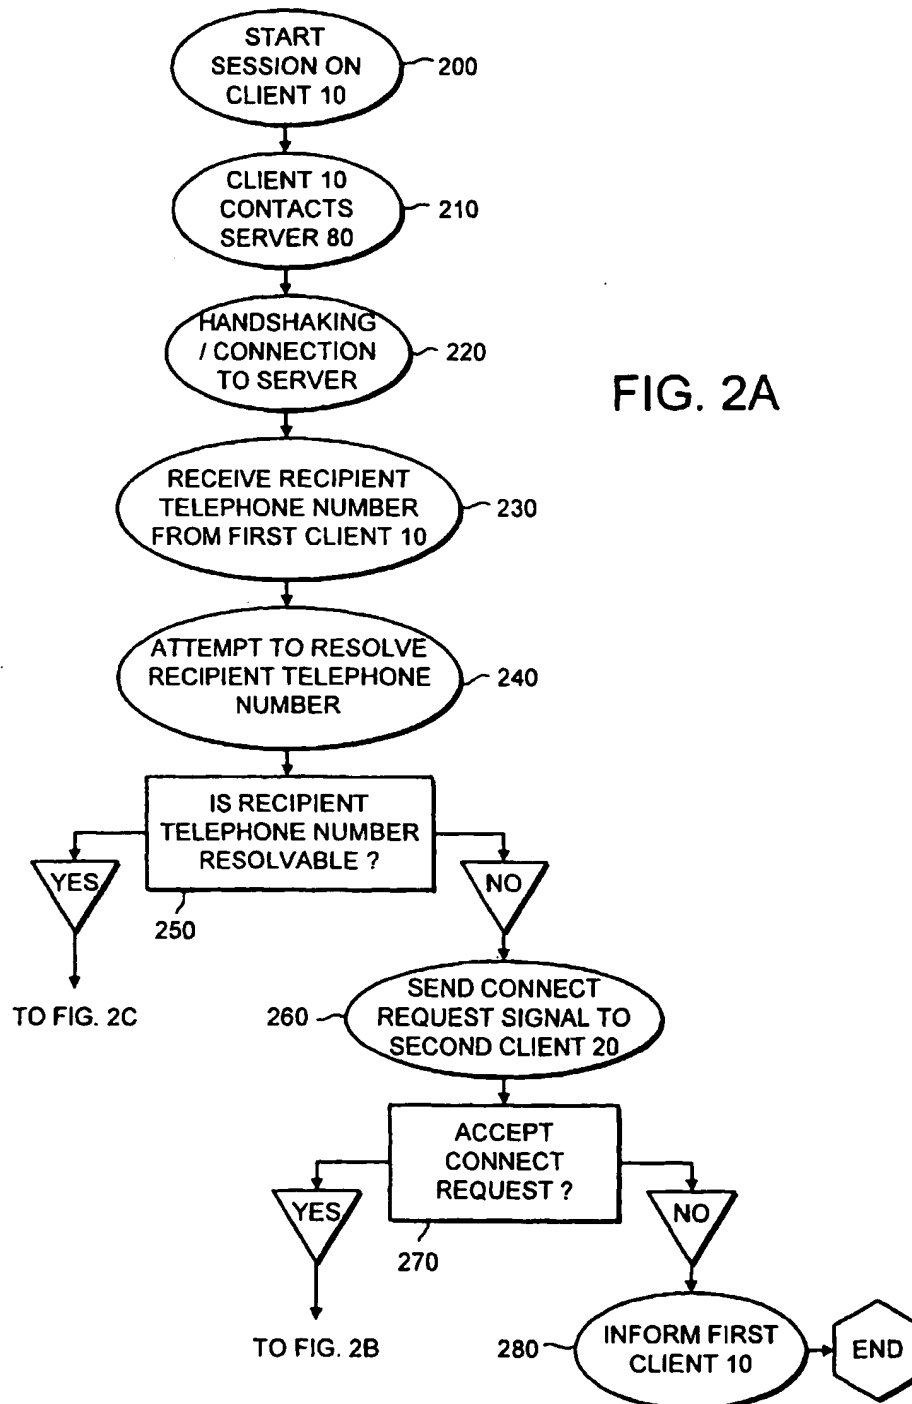 START
SESSION ON
CLIENT 10
200
CLIENT 10
CONTACTS
SERVER 80
210
HANDSHAKING
/ CONNECTION
TO SERVER
220
FIG. 2A
RECEIVE RECIPIENT
TELEPHONE NUMBER
FROM FIRST CLIENT 10
230
ATTEMPT TO RESOLVE
RECIPIENT TELEPHONE
NUMBER
240
IS RECIPIENT
TELEPHONE NUMBER
RESOLVABLE ?
250
YES
NO
TO FIG. 2C
SEND CONNECT
REQUEST SIGNAL TO
SECOND CLIENT 20
260
ACCEPT
CONNECT
REQUEST ?
270
YES
NO
TO FIG. 2B
280
INFORM FIRST
CLIENT 10
END